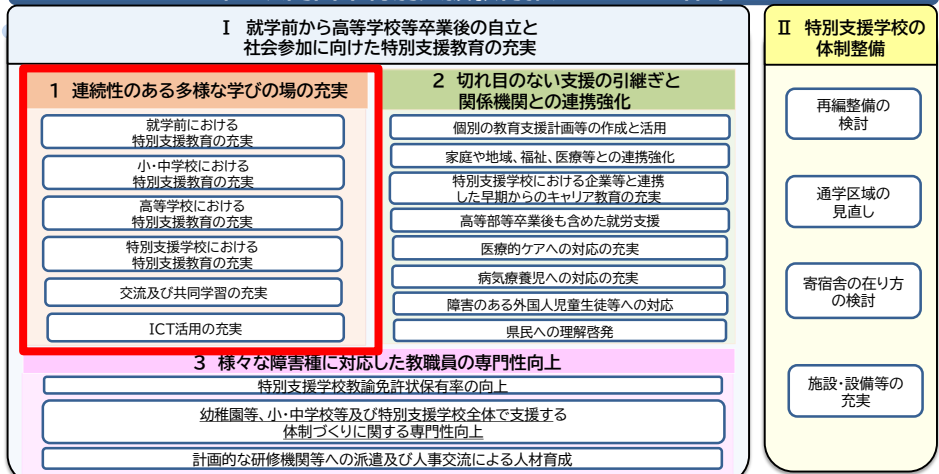 Ⅰ 就学前から高等学校等卒業後の自立と
社会参加に向けた特別支援教育の充実
1 連続性のある多様な学びの場の充実
就学前における
特別支援教育の充実
小・中学校における
特別支援教育の充実
高等学校における
特別支援教育の充実
特別支援学校における
特別支援教育の充実
交流及び共同学習の充実
ICT活用の充実
2 切れ目のない支援の引継ぎと
関係機関との連携強化
個別の教育支援計画等の作成と活用
家庭や地域、福祉、医療等との連携強化
特別支援学校における企業等と連携
した早期からのキャリア教育の充実
高等部等卒業後も含めた就労支援
医療的ケアへの対応の充実
病気療養児への対応の充実
障害のある外国人児童生徒等への対応
県民への理解啓発
3 様々な障害種に対応した教職員の専門性向上
特別支援学校教諭免許状保有率の向上
幼稚園等、小・中学校等及び特別支援学校全体で支援する
体制づくりに関する専門性向上
計画的な研修機関等への派遣及び人事交流による人材育成
Ⅱ 特別支援学校の
体制整備
再編整備の
検討
通学区域の
見直し
寄宿舎の在り方
の検討
施設・設備等の
充実